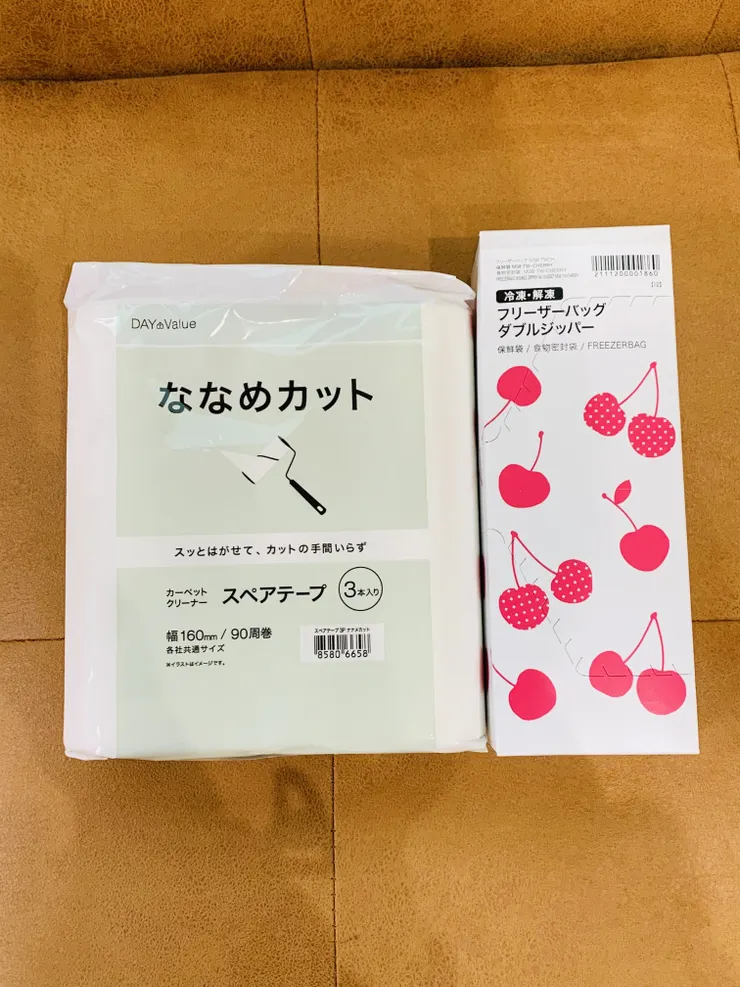 DAY Value
ななめカット
スッとはがせて、カットの手間いらず
カーペット
クリーナー
スペアテープ
3本入り
幅160mm / 90周巻
各社共通サイズ
※イラストはイメージです。
スペアテープ 3P ナナメカット
8580 6658
2111200001860
冷凍・解凍
フリーザーバッグ
ダブルジッパー
保鮮袋 / 食物密封袋 / FREEZERBAG